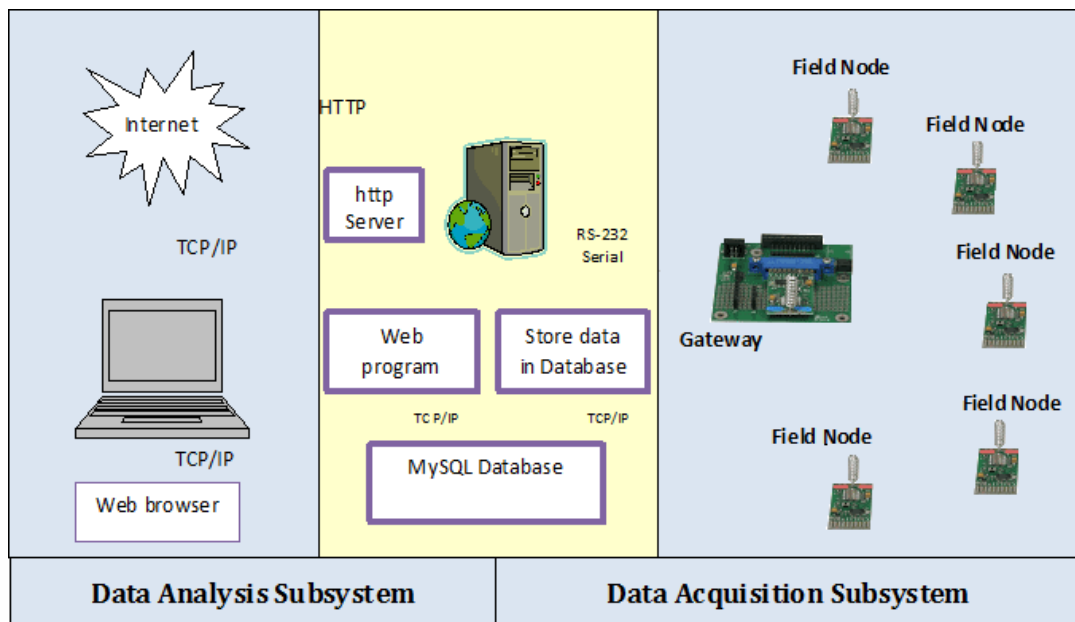 Internet
TCP/IP
TCP/IP
Web browser
HTTP
http
Server
RS-232
Serial
Web
program
Store data
in Database
TC P/IP
TCP/IP
MySQL Database
Field Node
Field Node
Field Node
Gateway
Field Node
Field Node
Data Analysis Subsystem
Data Acquisition Subsystem